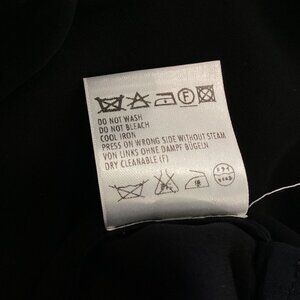 F
DO NOT WASH
DO NOT BLEACH
COOL IRON
PRESS ON WRONG SIDE WITHOUT STEAM
VON LINKS OHNE DAMPF BÜGELN
DRY CLEANABLE (F)